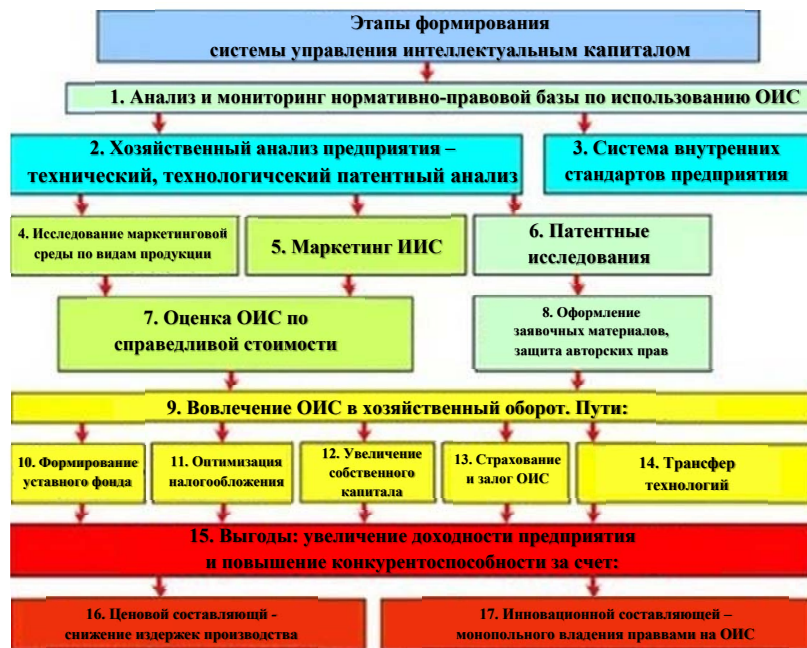 Этапы формирования
системы управления интеллектуальным капиталом
1. Анализ и мониторинг нормативно-правовой базы по использованию ОИС
2. Хозяйственный анализ предприятия –
технический, технологичсекий патентный анализ
3. Система внутренних
стандартов предприятия
4. Исследование маркетинговой
среды по видам продукции
5. Маркетинг ИИС
6. Патентные
исследования
7. Оценка ОИС по
справедливой стоимости
8. Оформление
заявочных материалов,
защита авторских прав
9. Вовлечение ОИС в хозяйственный оборот. Пути:
10. Формирование
уставного фонда
11. Оптимизация
налогообложения
12. Увеличение
собственного
капитала
13. Страхование
и залог ОИС
14. Трансфер
технологий
15. Выгоды: увеличение доходности предприятия
и повышение конкурентоспособности за счет:
16. Ценовой составляющй -
снижение издержек производства
17. Инновационной составляющей –
монопольного владения праввами на ОИС